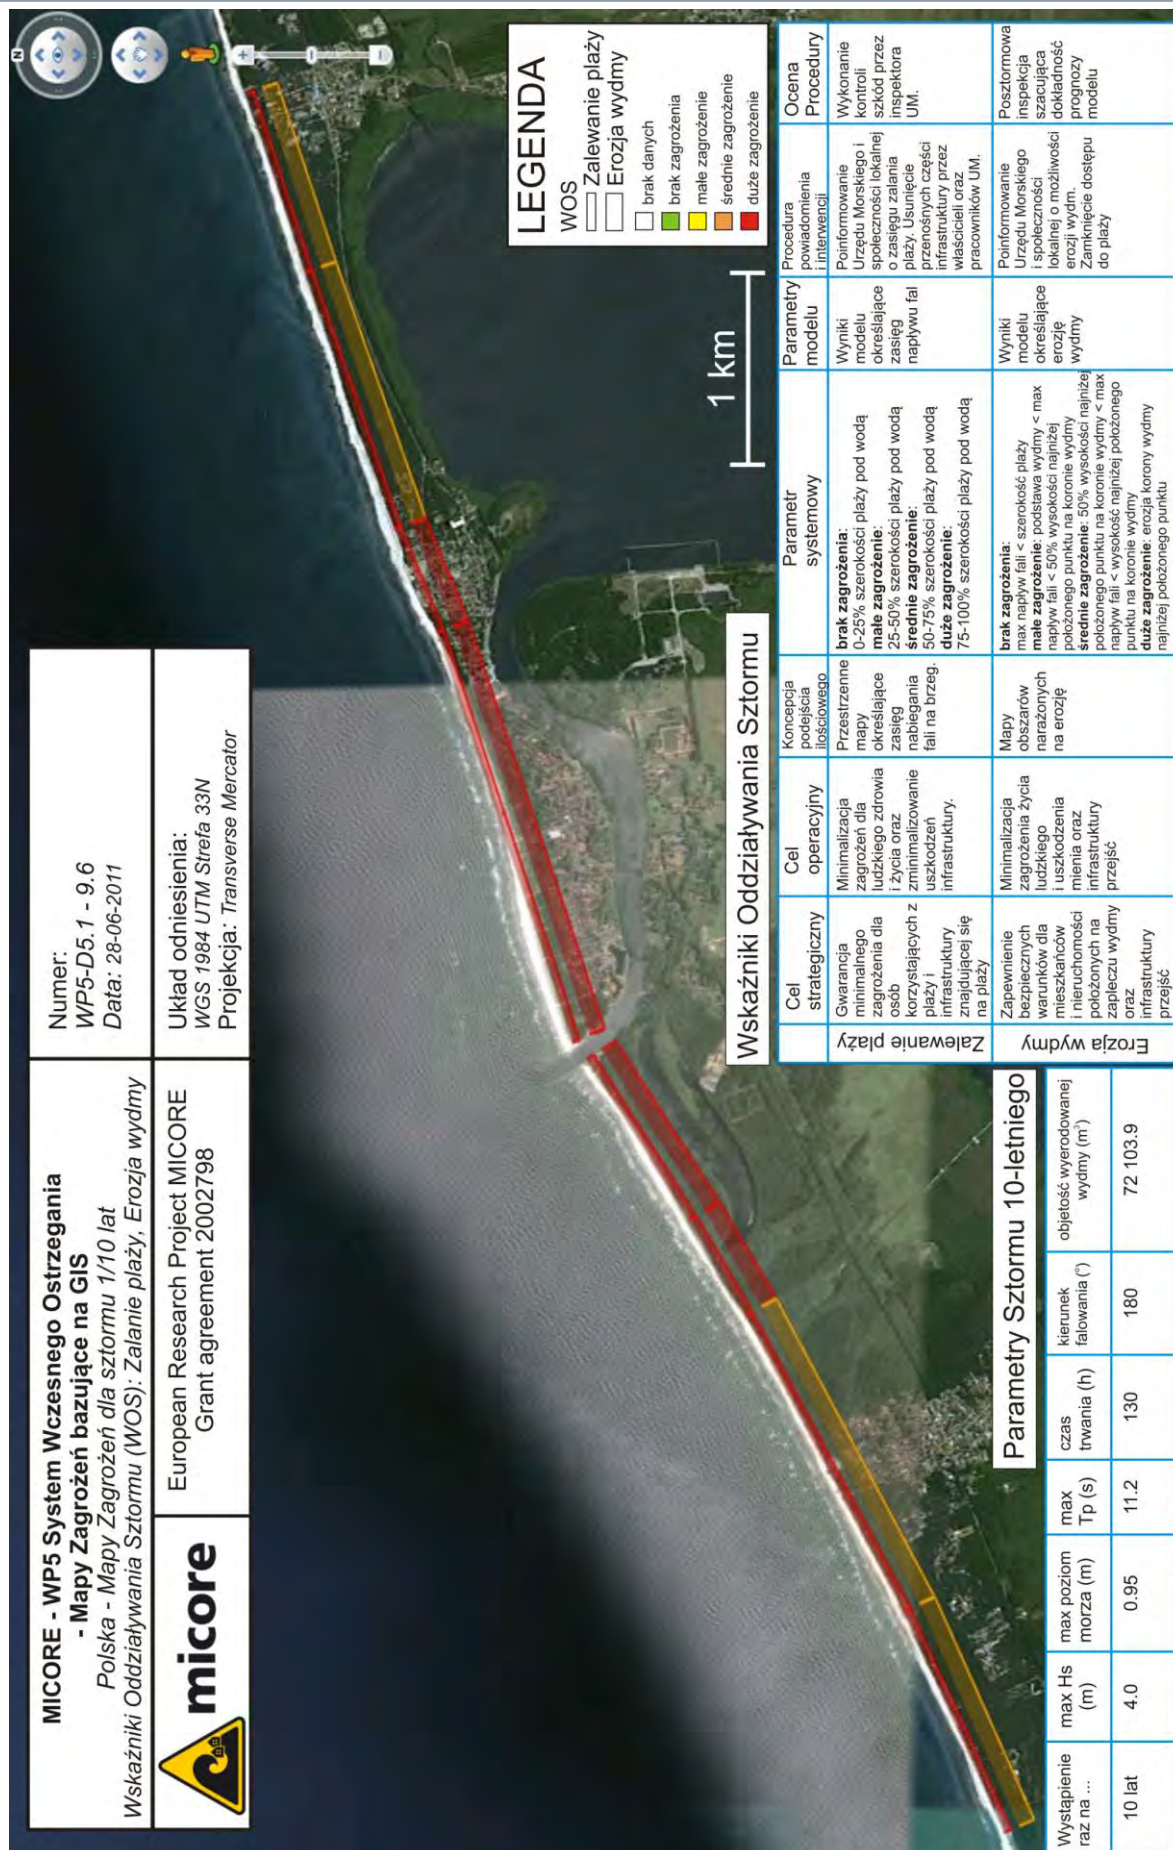 MICORE - WP5 System Wczesnego Ostrzegania
- Mapy Zagrożeń bazujące na GIS
Polska - Mapy Zagrożeń dla sztormu 1/10 lat
Wskaźniki Oddziaływania Sztormu (WOS): Zalanie plaży, Erozja wydmy
Numer:
WP5-D5.1 - 9.6
Data: 28-06-2011
micore
European Research Project MICORE
Grant agreement 2002798
Układ odniesienia:
WGS 1984 UTM Strefa 33N
Projekcja: Transverse Mercator
N
LEGENDA
WOS
Zalewanie plaży
Erozja wydmy
brak danych
brak zagrożenia
małe zagrożenie
średnie zagrożenie
duże zagrożenie
1 km
Wskaźniki Oddziaływania Sztormu
Cel
strategiczny
Cel
operacyjny
Koncepcja
podejścia
ilościowego
Parametr
systemowy
Parametry
modelu
Procedura
powiadomienia
i interwencji
Ocena
Procedury
Zalewanie plaży
Gwarancja
minimalnego
zagrożenia dla
osób
korzystających z
plaży i
infrastruktury
znajdującej się
na plaży
Minimalizacja
zagrożeń dla
ludzkiego zdrowia
i życia oraz
zminimalizowanie
uszkodzeń
infrastruktury.
Przestrzenne
mapy
określające
zasięg
nabiegania
fali na brzeg.
brak zagrożenia:
0-25% szerokości plaży pod wodą
małe zagrożenie:
25-50% szerokości plaży pod wodą
średnie zagrożenie:
50-75% szerokości plaży pod wodą
duże zagrożenie:
75-100% szerokości plaży pod wodą
Wyniki
modelu
określające
zasięg
napływu fal
Poinformowanie
Urzędu Morskiego i
społeczności lokalnej
o zasięgu zalania
plaży. Usunięcie
przenośnych części
infrastruktury przez
właścicieli oraz
pracowników UM.
Wykonanie
kontroli
szkód przez
inspektora
UM.
Erozja wydmy
Zapewnienie
bezpiecznych
warunków dla
mieszkańców
i nieruchomości
położonych na
zapleczu wydmy
oraz
infrastruktury
przejść
Minimalizacja
zagrożenia życia
ludzkiego
i uszkodzenia
mienia oraz
infrastruktury
przejść
Mapy
obszarów
narażonych
na erozję
brak zagrożenia:
max napływ fali < szerokość plaży
małe zagrożenie: podstawa wydmy < max
napływ fali < 50% wysokości najniżej
położonego punktu na koronie wydmy
średnie zagrożenie: 50% wysokości najniżej
położonego punktu na koronie wydmy < max
napływ fali < wysokość najniżej położonego
punktu na koronie wydmy
duże zagrożenie: erozja korony wydmy
najniżej położonego punktu
Wyniki
modelu
określające
erozję
wydmy
Poinformowanie
Urzędu Morskiego
i społeczności
lokalnej o możliwości
erozji wydm.
Zamknięcie dostępu
do plaży
Posztormowa
inspekcja
szacująca
dokładność
prognozy
modelu
Parametry Sztormu 10-letniego
Wystąpienie
raz na ...
max Hs
(m)
max poziom
morza (m)
max
Tp (s)
czas
trwania (h)
kierunek
falowania (°)
objetość wyerodowanej
wydmy (m³)
10 lat
4.0
0.95
11.2
130
180
72 103.9